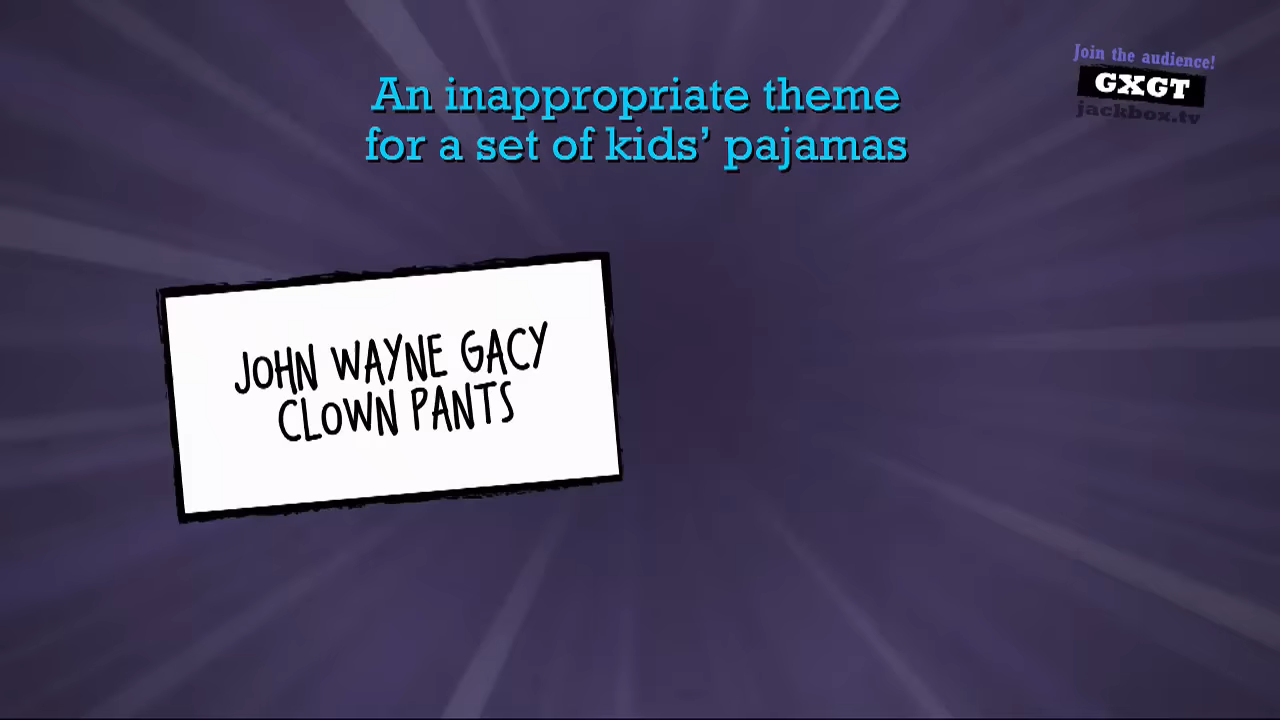 An inappropriate theme
for a set of kids’ pajamas
Join the audience!
GXGT
jackbox.tv
JOHN WAYNE GACY
CLOWN PANTS